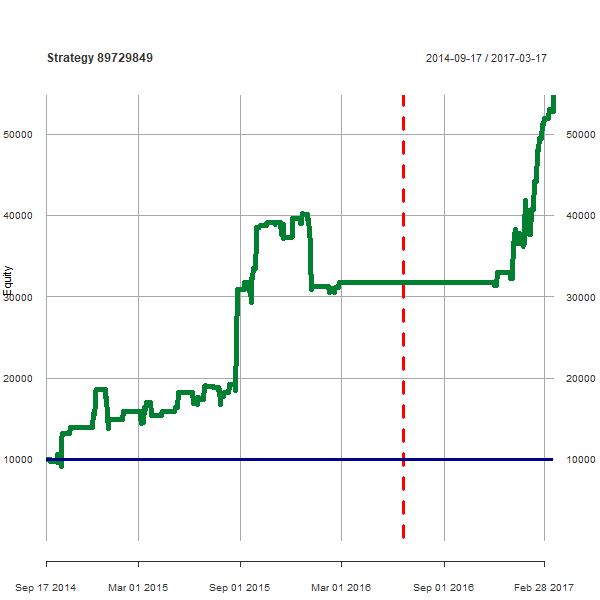 Strategy 89729849 2014-09-17 / 2017-03-17
50000 50000
40000 40000
Equity
30000 30000
20000 20000
10000 10000
Sep 17 2014 Mar 01 2015 Sep 01 2015 Mar 01 2016 Sep 01 2016 Feb 28 2017